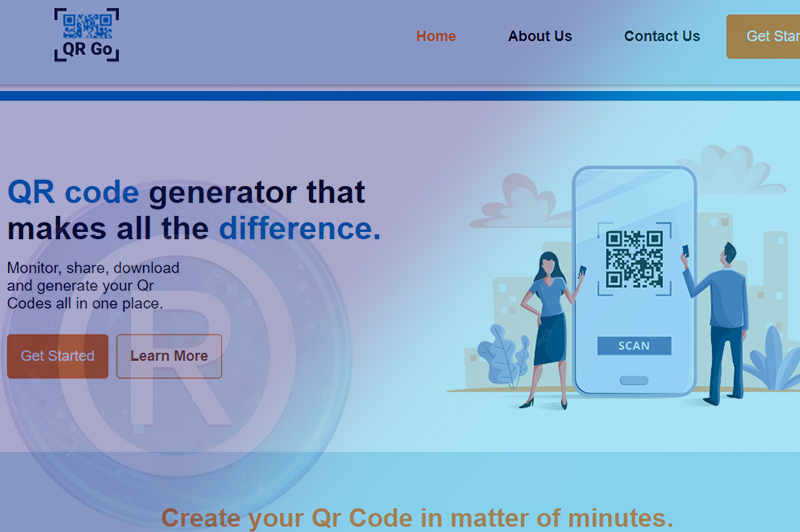 QR Go
Home
About Us
Contact Us
Get Star
QR code generator that
makes all the difference.
Monitor, share, download
and generate your Qr
Codes all in one place.
Get Started
Learn More
®
SCAN
Create your Qr Code in matter of minutes.